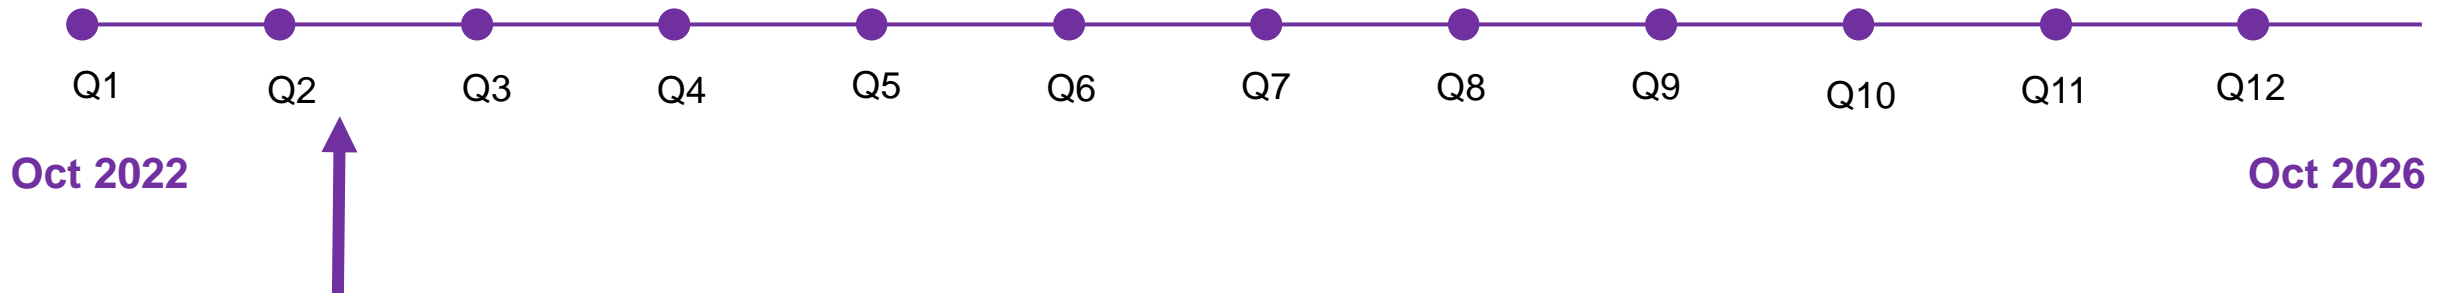 Q1 Q2 Q3 Q4 Q5 Q6 Q7 Q8 Q9 Q10 Q11 Q12
Oct 2022 Oct 2026